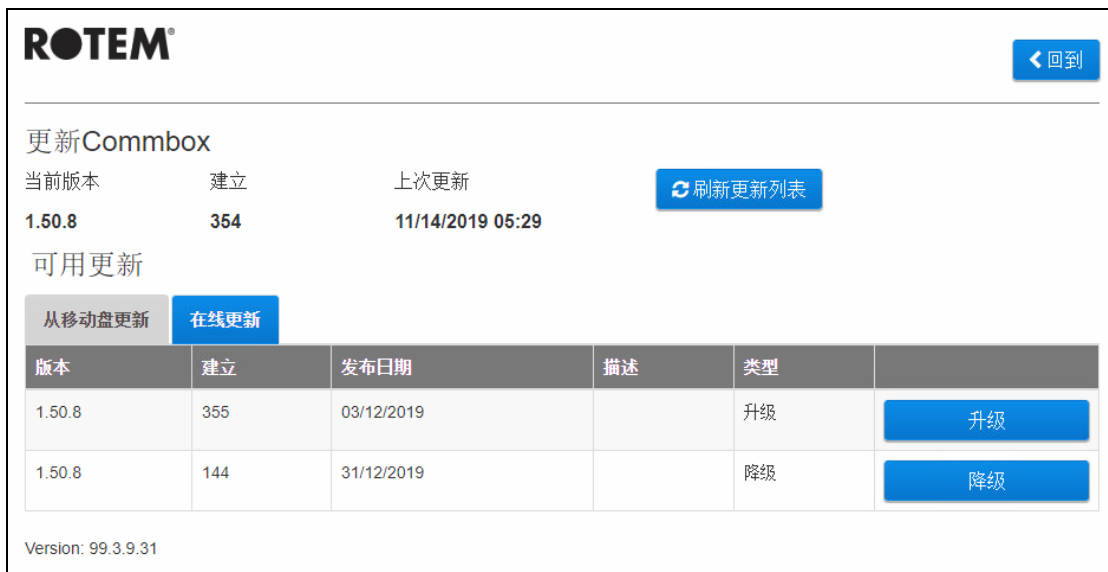 ROTEM®
回到
更新Commbox
当前版本 建立 上次更新 刷新更新列表
1.50.8 354 11/14/2019 05:29
可用更新
从移动盘更新 在线更新
版本 建立 发布日期 描述 类型
1.50.8 355 03/12/2019 升级 升级
1.50.8 144 31/12/2019 降级 降级
Version: 99.3.9.31